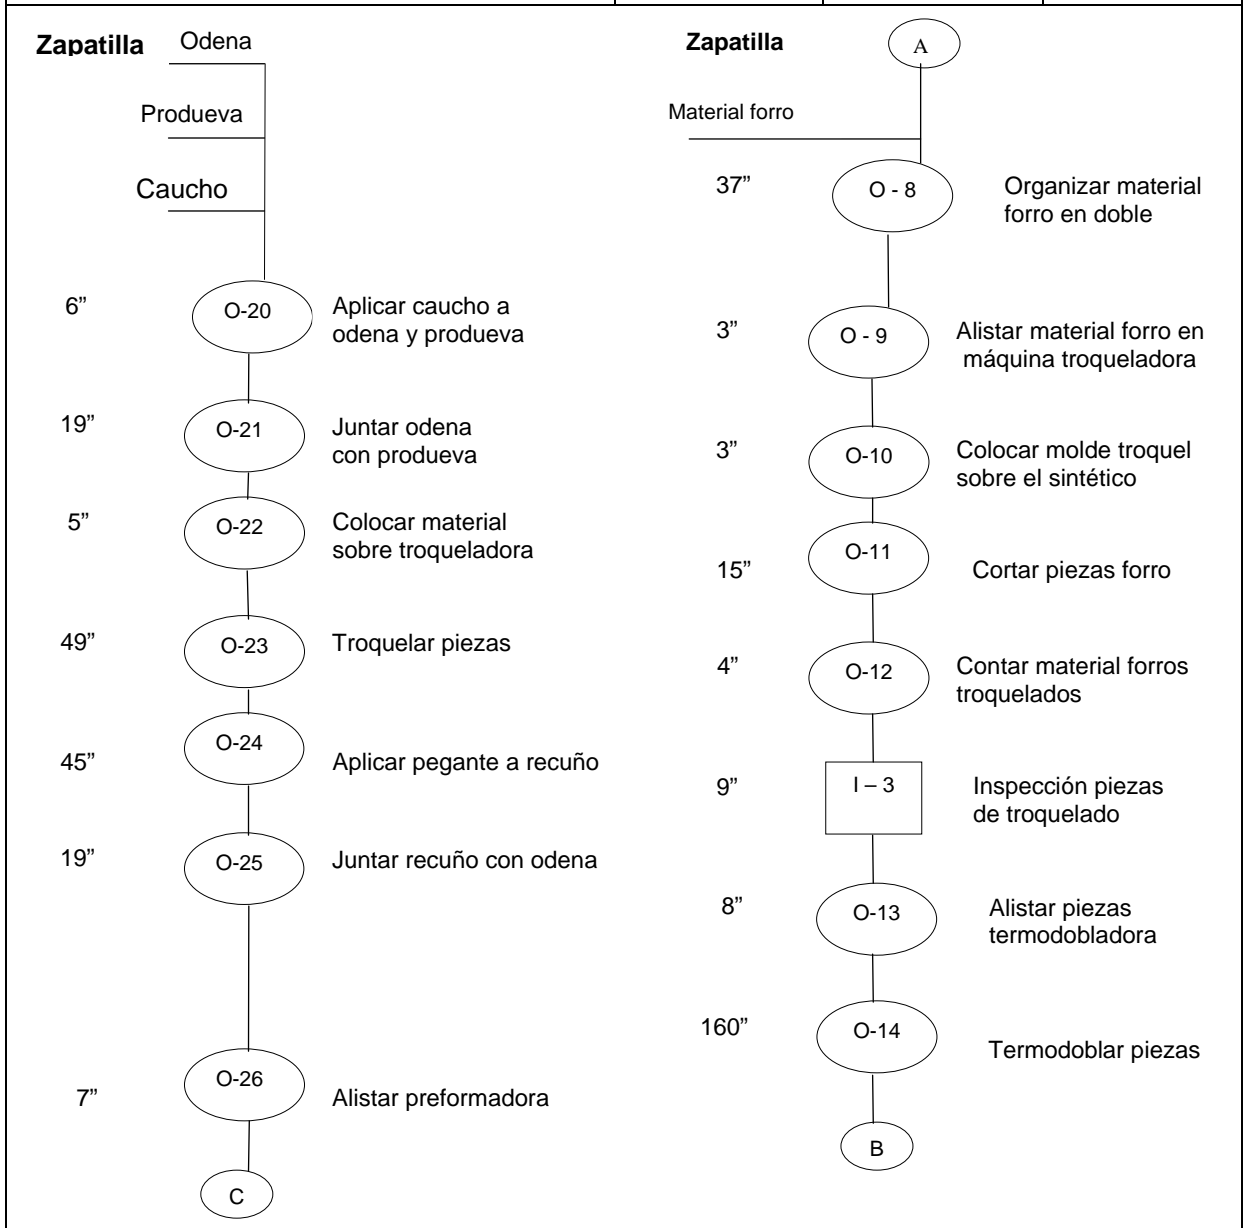 Zapatilla Odena
Produeva
Caucho
6” O-20 Aplicar caucho a
odena y produeva
19” O-21 Juntar odena
con produeva
5” O-22 Colocar material
sobre troqueladora
49” O-23 Troquelar piezas
O-24
45” Aplicar pegante a recuño
19” O-25 Juntar recuño con odena
O-26
7” Alistar preformadora
C
Zapatilla A
Material forro
37” O - 8 Organizar material
forro en doble
3” O - 9 Alistar material forro en
máquina troqueladora
3” O-10 Colocar molde troquel
sobre el sintético
O-11
15” Cortar piezas forro
4” O-12 Contar material forros
troquelados
9” I – 3 Inspección piezas
de troquelado
8” O-13 Alistar piezas
termodobladora
160” O-14
Termodoblar piezas
B